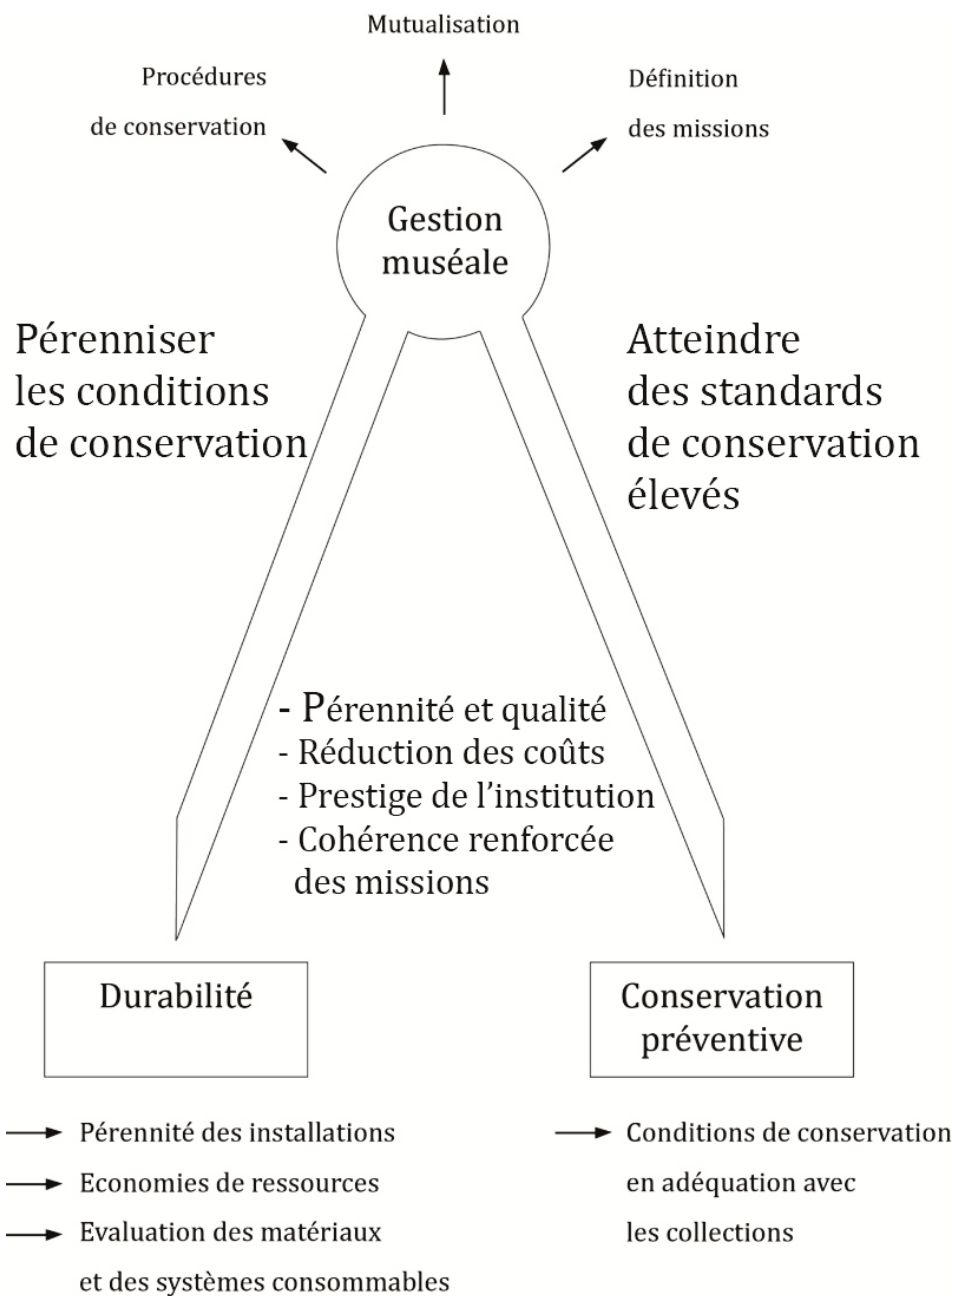 Mutualisation
Procédures
de conservation
Définition
des missions
Gestion
muséale
Pérenniser
les conditions
de conservation
Atteindre
des standards
de conservation
élevés
- Pérennité et qualité
- Réduction des coûts
- Prestige de l’institution
- Cohérence renforcée
des missions
Durabilité
Conservation
préventive
Pérennité des installations
Economies de ressources
Evaluation des matériaux
et des systèmes consommables
Conditions de conservation
en adéquation avec
les collections